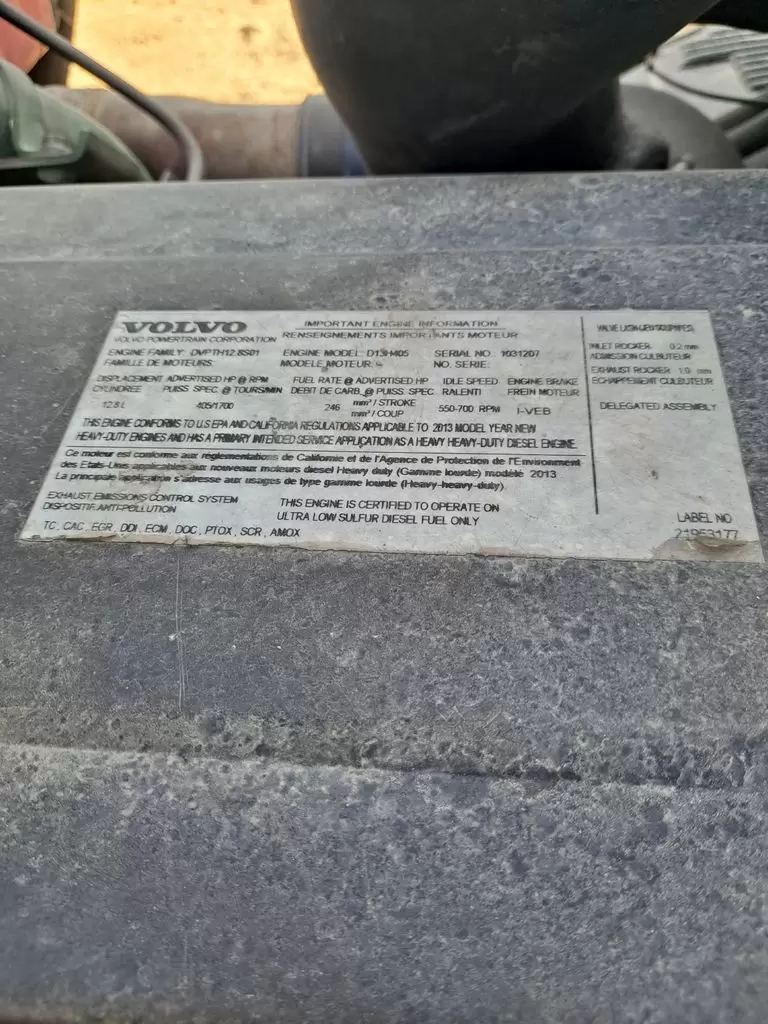 VOLVO
VOLVO POWERTRAIN CORPORATION
IMPORTANT ENGINE INFORMATION
RENSEIGNEMENTS IMPORTANTS MOTEUR
ENGINE FAMILY: DVPTH12.8S01 ENGINE MODEL: SERIAL NO. 1031207
FAMILLE DE MOTEURS: MODELE MOTEUR: NO. SERIE:
DISPLACEMENT ADVERTISED HP @ RPM FUEL RATE @ ADVERTISED HP IDLE SPEED ENGINE BRAKE
CYLINDREE PUISS. SPEC. @ TOURS/MIN DEBIT DE CARB. @ PUISS. SPEC. RALENTI FREIN MOTEUR
12.8 L 405/1700 246 mm³ / STROKE 550-700 RPM I-VEB
mm³ / COUP
THIS ENGINE CONFORMS TO U.S EPA AND CALIFORNIA REGULATIONS APPLICABLE TO 2013 MODEL YEAR NEW
HEAVY-DUTY ENGINES AND HAS A PRIMARY INTENDED SERVICE APPLICATION AS A HEAVY HEAVY-DUTY DIESEL ENGINE.
Ce moteur est conforme aux réglementations de Californie et de l'Agence de Protection de l'Environment
des Etats-Unis applicables aux nouveaux moteurs diesel Heavy duty (Gamme lourde) modèle 2013
La principale application s'adresse aux usages de type gamme lourde (Heavy-heavy-duty).
EXHAUST EMISSIONS CONTROL SYSTEM
DISPOSITIF ANTI-POLLUTION
TC, CAC, EGR, DDI, ECM, DOC, PTOX, SCR, AMOX
THIS ENGINE IS CERTIFIED TO OPERATE ON
ULTRA LOW SULFUR DIESEL FUEL ONLY
VALVE LASH
INLET ROCKER 0.2 mm
ADMISSION CULBUTEUR
EXHAUST ROCKER 1.0 mm
ECHAPPEMENT CULBUTEUR
DELEGATED ASSEMBLY
LABEL NO